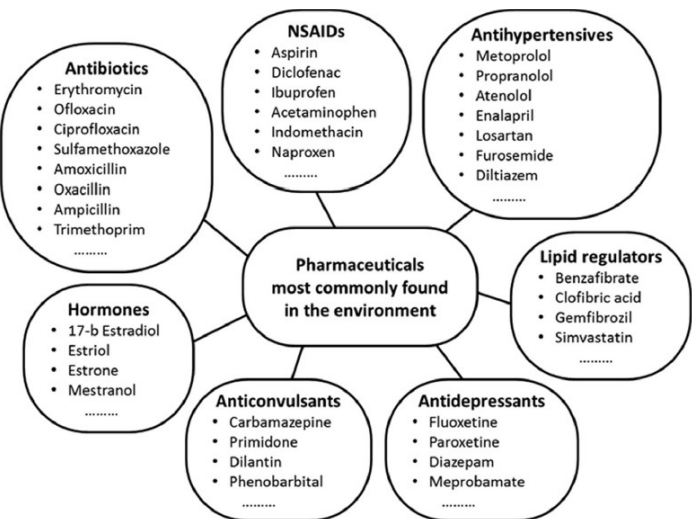 NSAIDs
• Aspirin
• Diclofenac
• Ibuprofen
• Acetaminophen
• Indomethacin
• Naproxen
.........
Antihypertensives
• Metoprolol
• Propranolol
• Atenolol
• Enalapril
• Losartan
• Furosemide
• Diltiazem
.........
Antibiotics
• Erythromycin
• Ofloxacin
• Ciprofloxacin
• Sulfamethoxazole
• Amoxicillin
• Oxacillin
• Ampicillin
• Trimethoprim
.........
Pharmaceuticals
most commonly found
in the environment
Lipid regulators
• Benzafibrate
• Clofibric acid
• Gemfibrozil
• Simvastatin
.........
Hormones
• 17-b Estradiol
• Estriol
• Estrone
• Mestranol
.........
Anticonvulsants
• Carbamazepine
• Primidone
• Dilantin
• Phenobarbital
.........
Antidepressants
• Fluoxetine
• Paroxetine
• Diazepam
• Meprobamate
.........